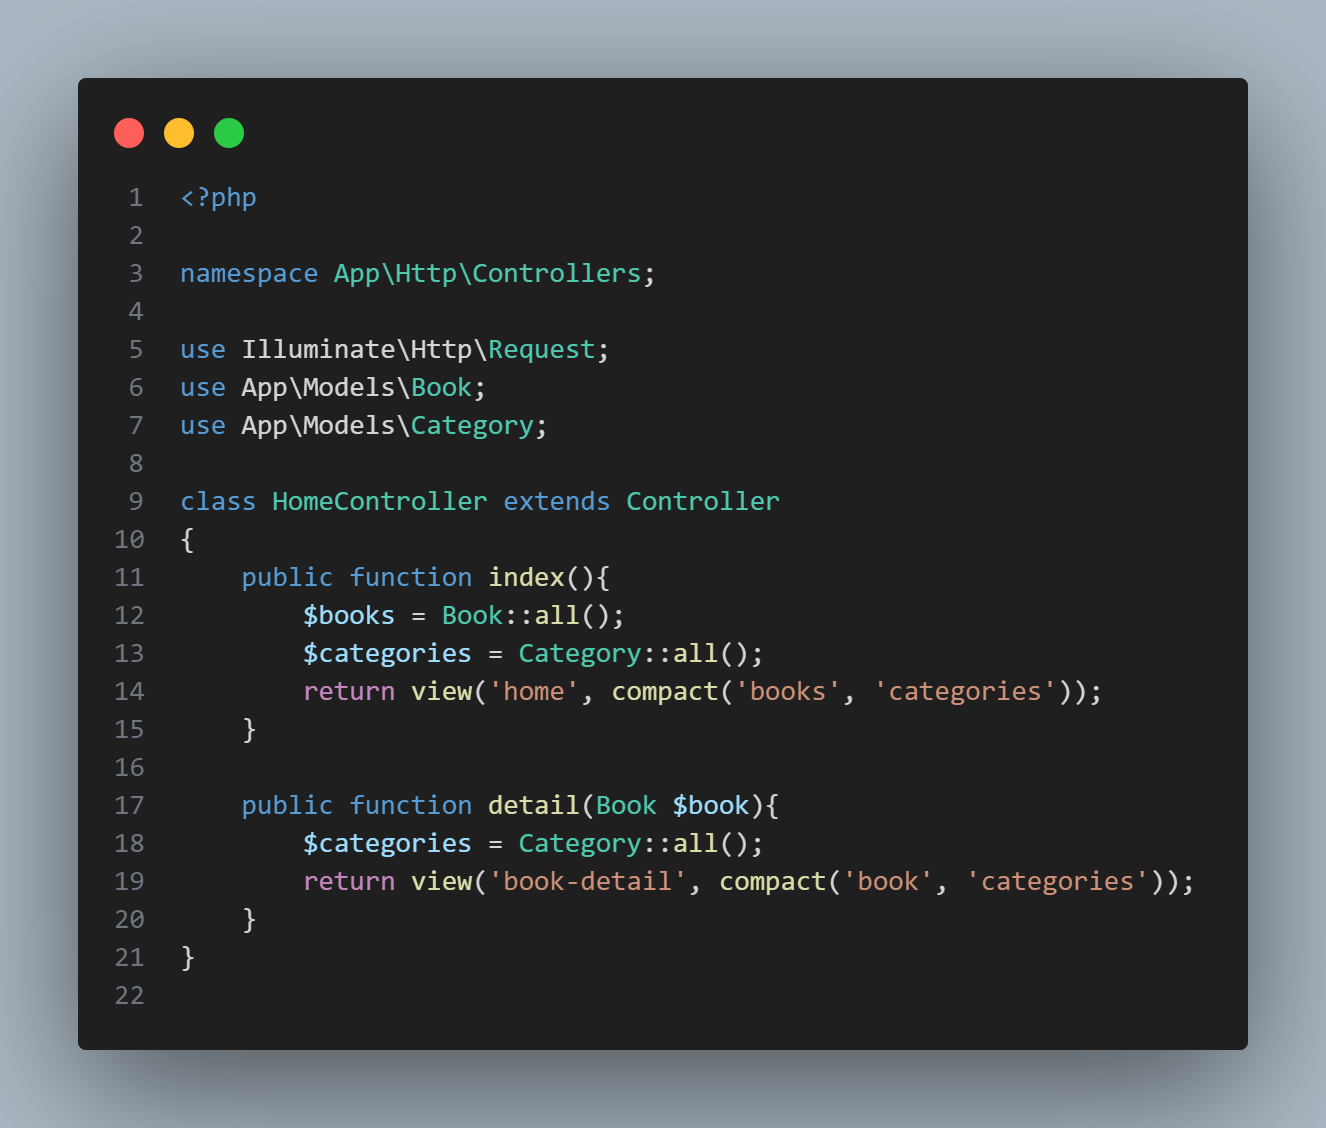 1 <?php
2
3 namespace App\Http\Controllers;
4
5 use Illuminate\Http\Request;
6 use App\Models\Book;
7 use App\Models\Category;
8
9 class HomeController extends Controller
10 {
11     public function index(){
12         $books = Book::all();
13         $categories = Category::all();
14         return view('home', compact('books', 'categories'));
15     }
16
17     public function detail(Book $book){
18         $categories = Category::all();
19         return view('book-detail', compact('book', 'categories'));
20     }
21 }
22